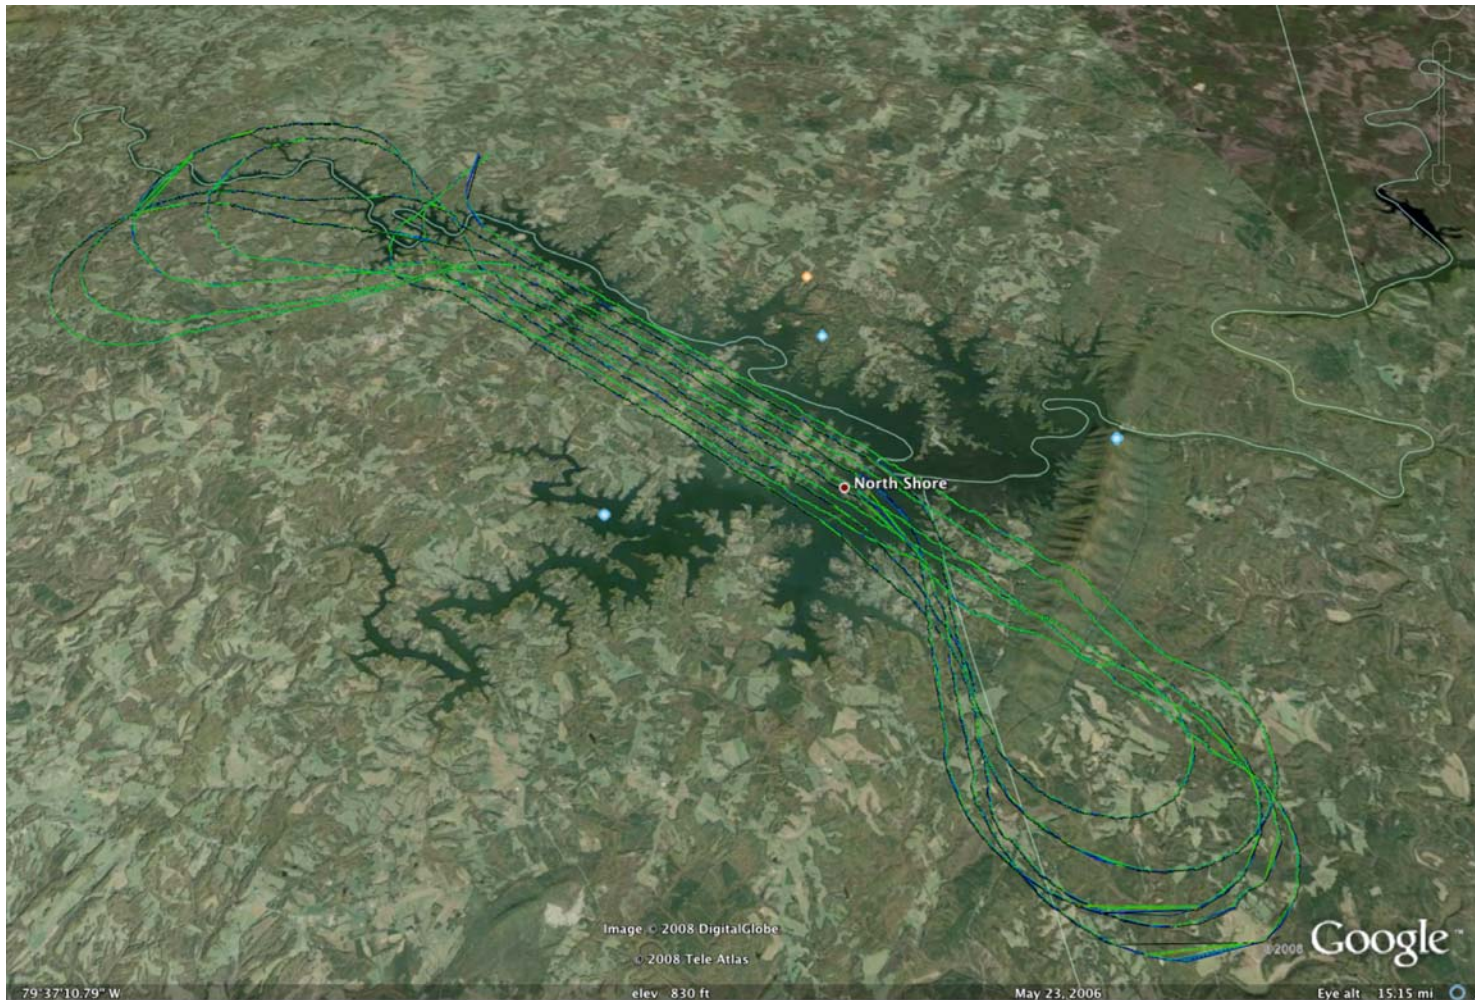 North Shore
Image © 2008 DigitalGlobe
© 2008 Tele Atlas
©2008 Google™
79°37'10.79" W elev 830 ft May 23, 2006 Eye alt 15.15 mi